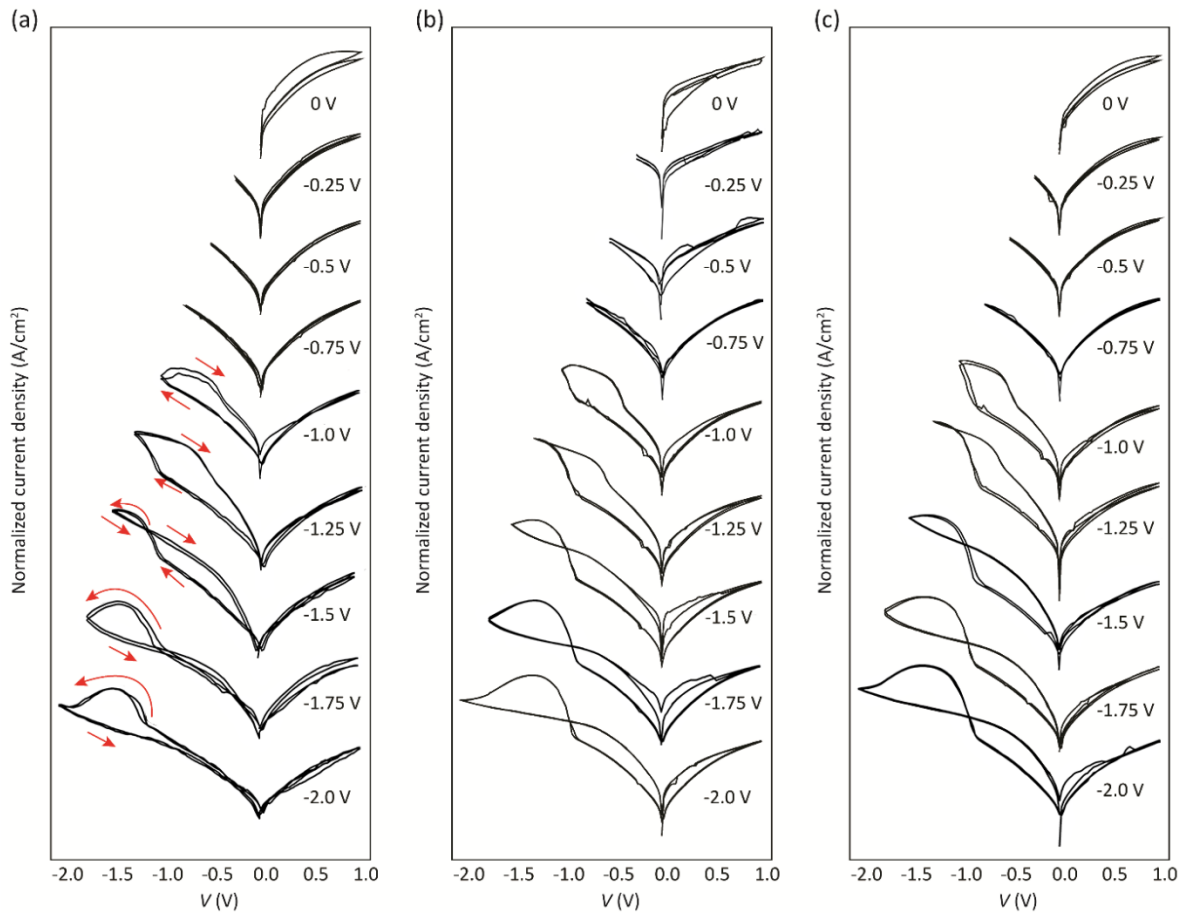 (a)
Normalized current density (A/cm²)
0 V
-0.25 V
-0.5 V
-0.75 V
-1.0 V
-1.25 V
-1.5 V
-1.75 V
-2.0 V
-2.0 -1.5 -1.0 -0.5 0.0 0.5 1.0
V (V)
(b)
Normalized current density (A/cm²)
0 V
-0.25 V
-0.5 V
-0.75 V
-1.0 V
-1.25 V
-1.5 V
-1.75 V
-2.0 V
-2.0 -1.5 -1.0 -0.5 0.0 0.5 1.0
V (V)
(c)
Normalized current density (A/cm²)
0 V
-0.25 V
-0.5 V
-0.75 V
-1.0 V
-1.25 V
-1.5 V
-1.75 V
-2.0 V
-2.0 -1.5 -1.0 -0.5 0.0 0.5 1.0
V (V)